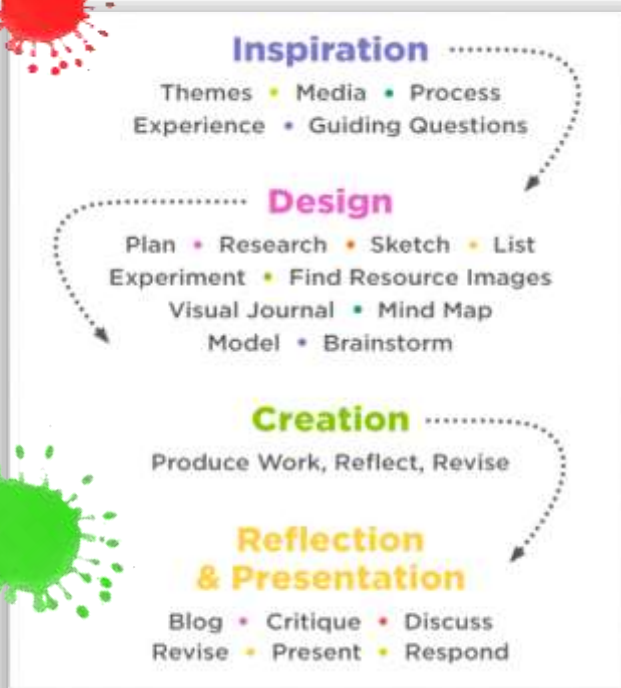 Inspiration
Themes • Media • Process
Experience • Guiding Questions
Design
Plan • Research • Sketch • List
Experiment • Find Resource Images
Visual Journal • Mind Map
Model • Brainstorm
Creation
Produce Work, Reflect, Revise
Reflection
& Presentation
Blog • Critique • Discuss
Revise • Present • Respond